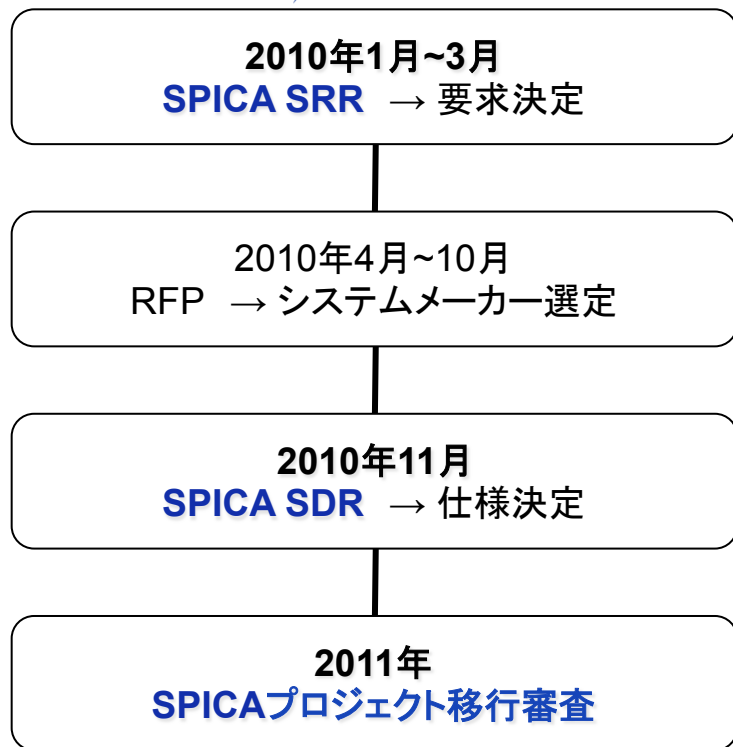 2010年1月~3月
SPICA SRR → 要求決定
2010年4月~10月
RFP → システムメーカー選定
2010年11月
SPICA SDR → 仕様決定
2011年
SPICAプロジェクト移行審査